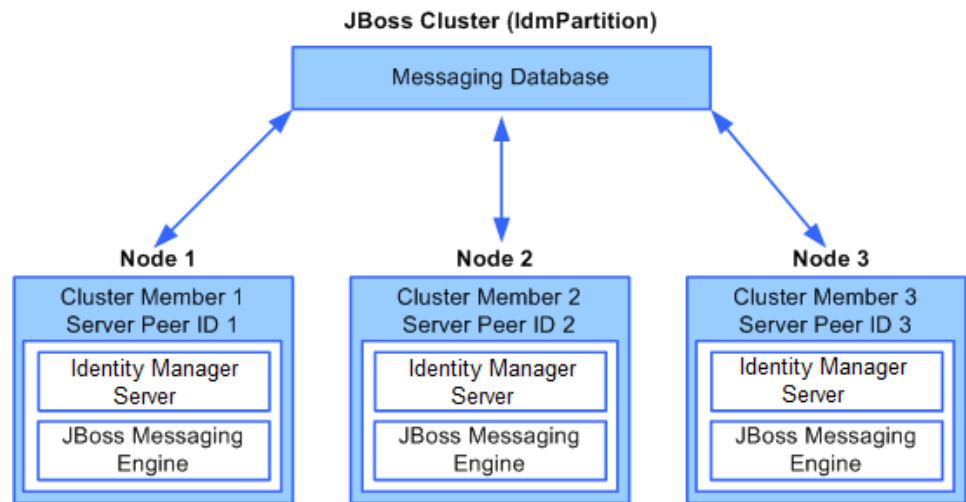 JBoss Cluster (IdmPartition)
Messaging Database
Node 1
Cluster Member 1
Server Peer ID 1
Identity Manager
Server
JBoss Messaging
Engine
Node 2
Cluster Member 2
Server Peer ID 2
Identity Manager
Server
JBoss Messaging
Engine
Node 3
Cluster Member 3
Server Peer ID 3
Identity Manager
Server
JBoss Messaging
Engine